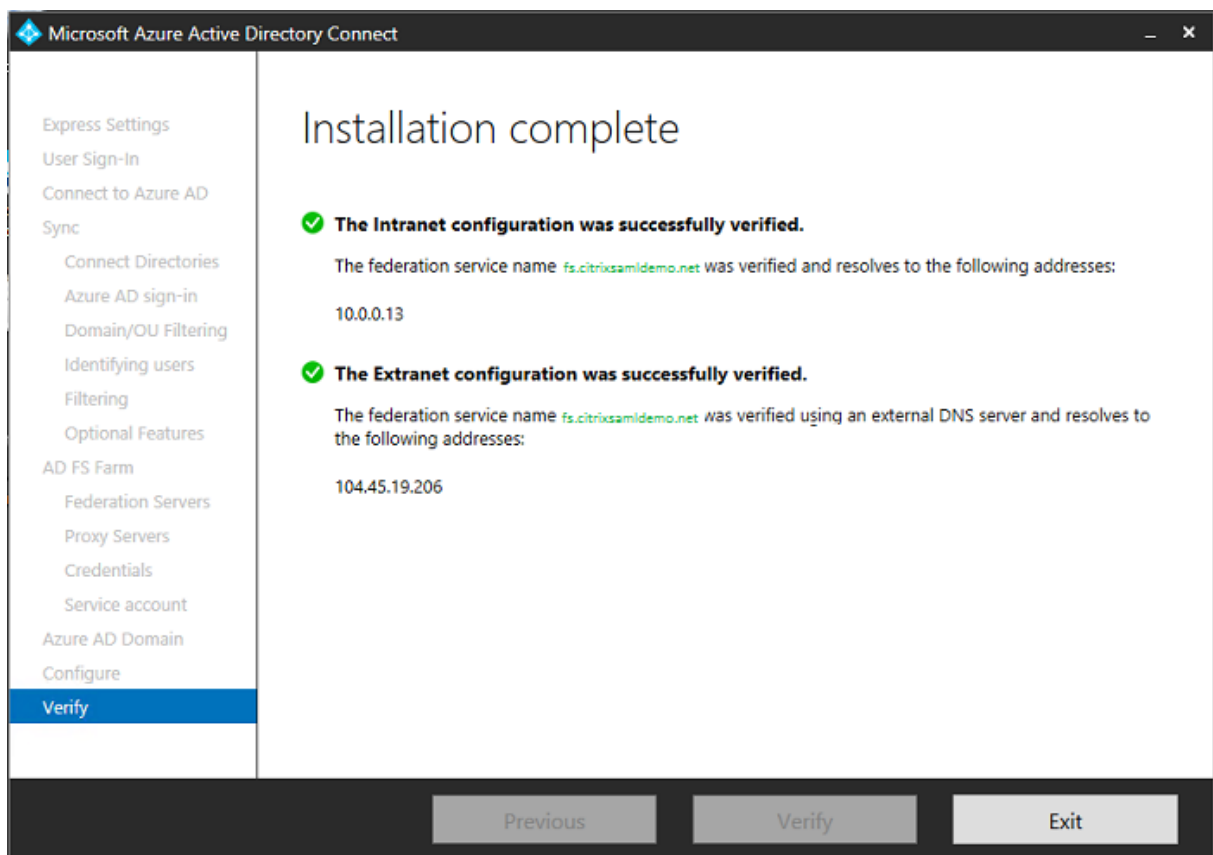 Microsoft Azure Active Directory Connect
Express Settings
User Sign-In
Connect to Azure AD
Sync
Connect Directories
Azure AD sign-in
Domain/OU Filtering
Identifying users
Filtering
Optional Features
AD FS Farm
Federation Servers
Proxy Servers
Credentials
Service account
Azure AD Domain
Configure
Verify
Installation complete
The Intranet configuration was successfully verified.
The federation service name fs.citrixsamldemo.net was verified and resolves to the following addresses:
10.0.0.13
The Extranet configuration was successfully verified.
The federation service name fs.citrixsamldemo.net was verified using an external DNS server and resolves to
the following addresses:
104.45.19.206
Previous
Verify
Exit